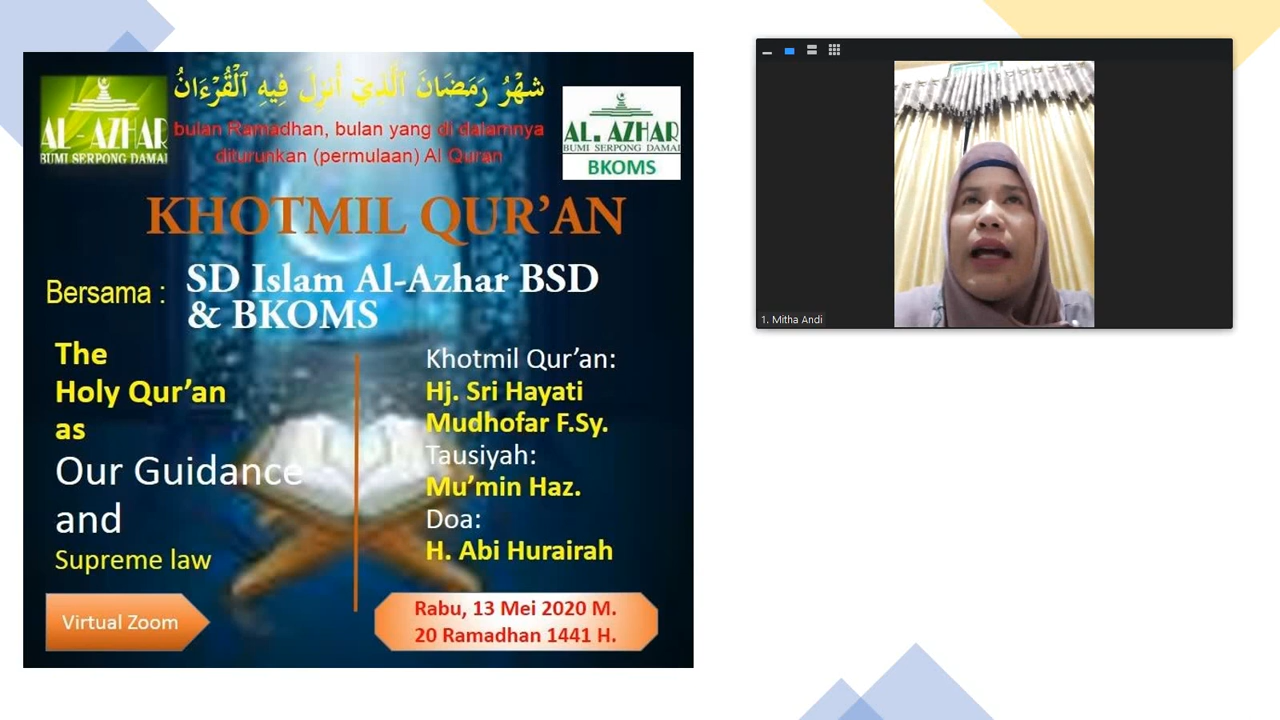 شَهْرُ رَمَضَانَ ٱلَّذِيٓ أُنزِلَ فِيهِ ٱلْقُرْءَانُ
AL-AZHAR
BUMI SERPONG DAMAI
bulan Ramadhan, bulan yang di dalamnya
diturunkan (permulaan) Al Quran
AL. AZHAR
BUMI SERPONG DAMAI
BKOMS
KHOTMIL QUR’AN
Bersama :
SD Islam Al-Azhar BSD
& BKOMS
The
Holy Qur’an
as
Our Guidance
and
Supreme law
Khotmil Qur’an:
Hj. Sri Hayati
Mudhofar F.Sy.
Tausiyah:
Mu’min Haz.
Doa:
H. Abi Hurairah
Virtual Zoom
Rabu, 13 Mei 2020 M.
20 Ramadhan 1441 H.
1. Mitha Andi